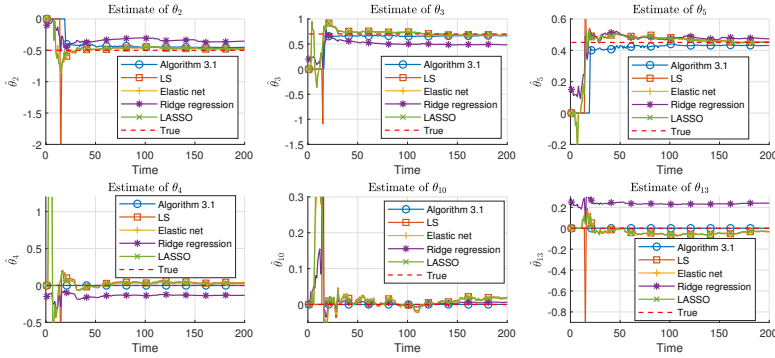 Estimate of θ₂
Estimate of θ₃
Estimate of θ₅
θ̂₂
0
-0.5
-1
-1.5
-2
Algorithm 3.1
LS
Elastic net
Ridge regression
LASSO
True
0 50 100 150 200
Time
θ̂₃
1
0.5
0
-0.5
-1
-1.5
Algorithm 3.1
LS
Elastic net
Ridge regression
LASSO
True
0 50 100 150 200
Time
θ̂₅
0.6
0.4
0.2
0
-0.2
Algorithm 3.1
LS
Elastic net
Ridge regression
LASSO
True
0 50 100 150 200
Time
Estimate of θ₄
Estimate of θ₁₀
Estimate of θ₁₃
θ̂₄
1
0.5
0
-0.5
Algorithm 3.1
LS
Elastic net
Ridge regression
LASSO
True
0 50 100 150 200
Time
θ̂₁₀
0.3
0.2
0.1
0
Algorithm 3.1
LS
Elastic net
Ridge regression
LASSO
True
0 50 100 150 200
Time
θ̂₁₃
0.2
0
-0.2
-0.4
-0.6
-0.8
Algorithm 3.1
LS
Elastic net
Ridge regression
LASSO
True
0 50 100 150 200
Time